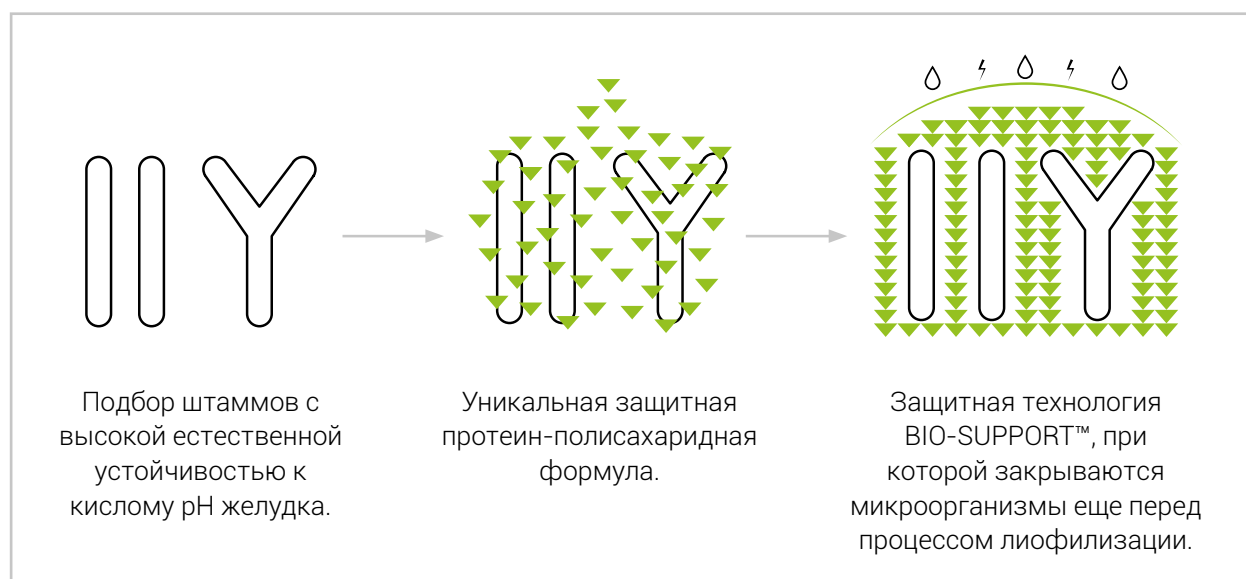 Подбор штаммов с
высокой естественной
устойчивостью к
кислому pH желудка.
Уникальная защитная
протеин-полисахаридная
формула.
Защитная технология
BIO-SUPPORT™, при
которой закрываются
микроорганизмы еще перед
процессом лиофилизации.